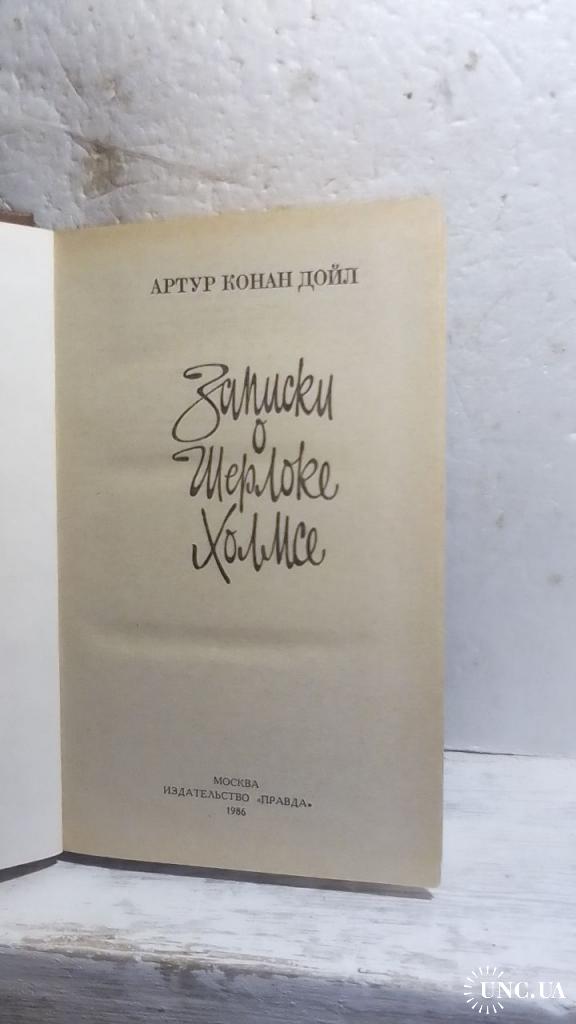 АРТУР КОНАН ДОЙЛ
Записки
о
Шерлоке
Холмсе
МОСКВА
ИЗДАТЕЛЬСТВО «ПРАВДА»
1986
UNC.UA